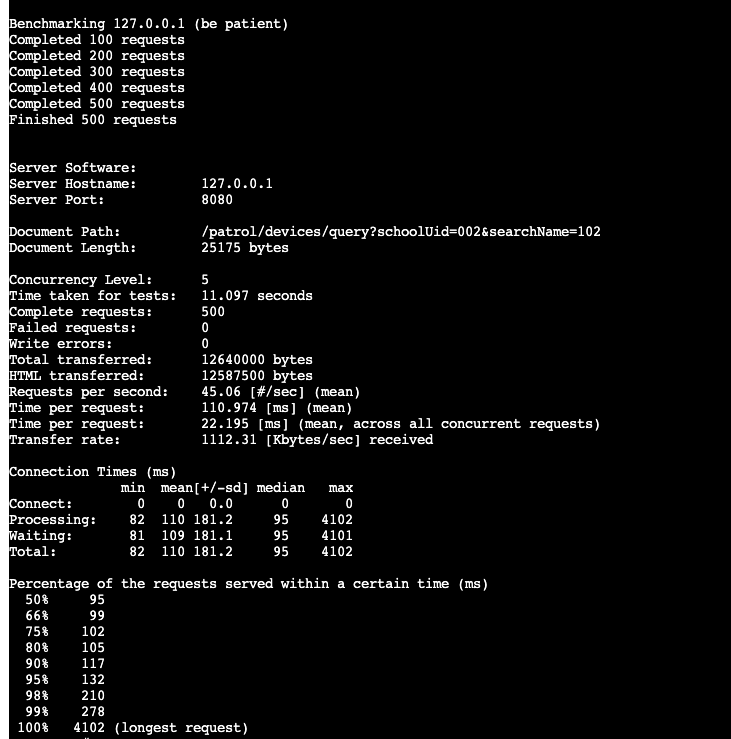 Benchmarking 127.0.0.1 (be patient)
Completed 100 requests
Completed 200 requests
Completed 300 requests
Completed 400 requests
Completed 500 requests
Finished 500 requests
Server Software:
Server Hostname:        127.0.0.1
Server Port:            8080
Document Path:          /patrol/devices/query?schoolUid=002&searchName=102
Document Length:        25175 bytes
Concurrency Level:      5
Time taken for tests:   11.097 seconds
Complete requests:      500
Failed requests:        0
Write errors:           0
Total transferred:      12640000 bytes
HTML transferred:       12587500 bytes
Requests per second:    45.06 [#/sec] (mean)
Time per request:       110.974 [ms] (mean)
Time per request:       22.195 [ms] (mean, across all concurrent requests)
Transfer rate:          1112.31 [Kbytes/sec] received
Connection Times (ms)
              min  mean[+/-sd] median   max
Connect:        0    0   0.0      0       0
Processing:    82  110 181.2     95    4102
Waiting:       81  109 181.1     95    4101
Total:         82  110 181.2     95    4102
Percentage of the requests served within a certain time (ms)
  50%     95
  66%     99
  75%    102
  80%    105
  90%    117
  95%    132
  98%    210
  99%    278
 100%   4102 (longest request)